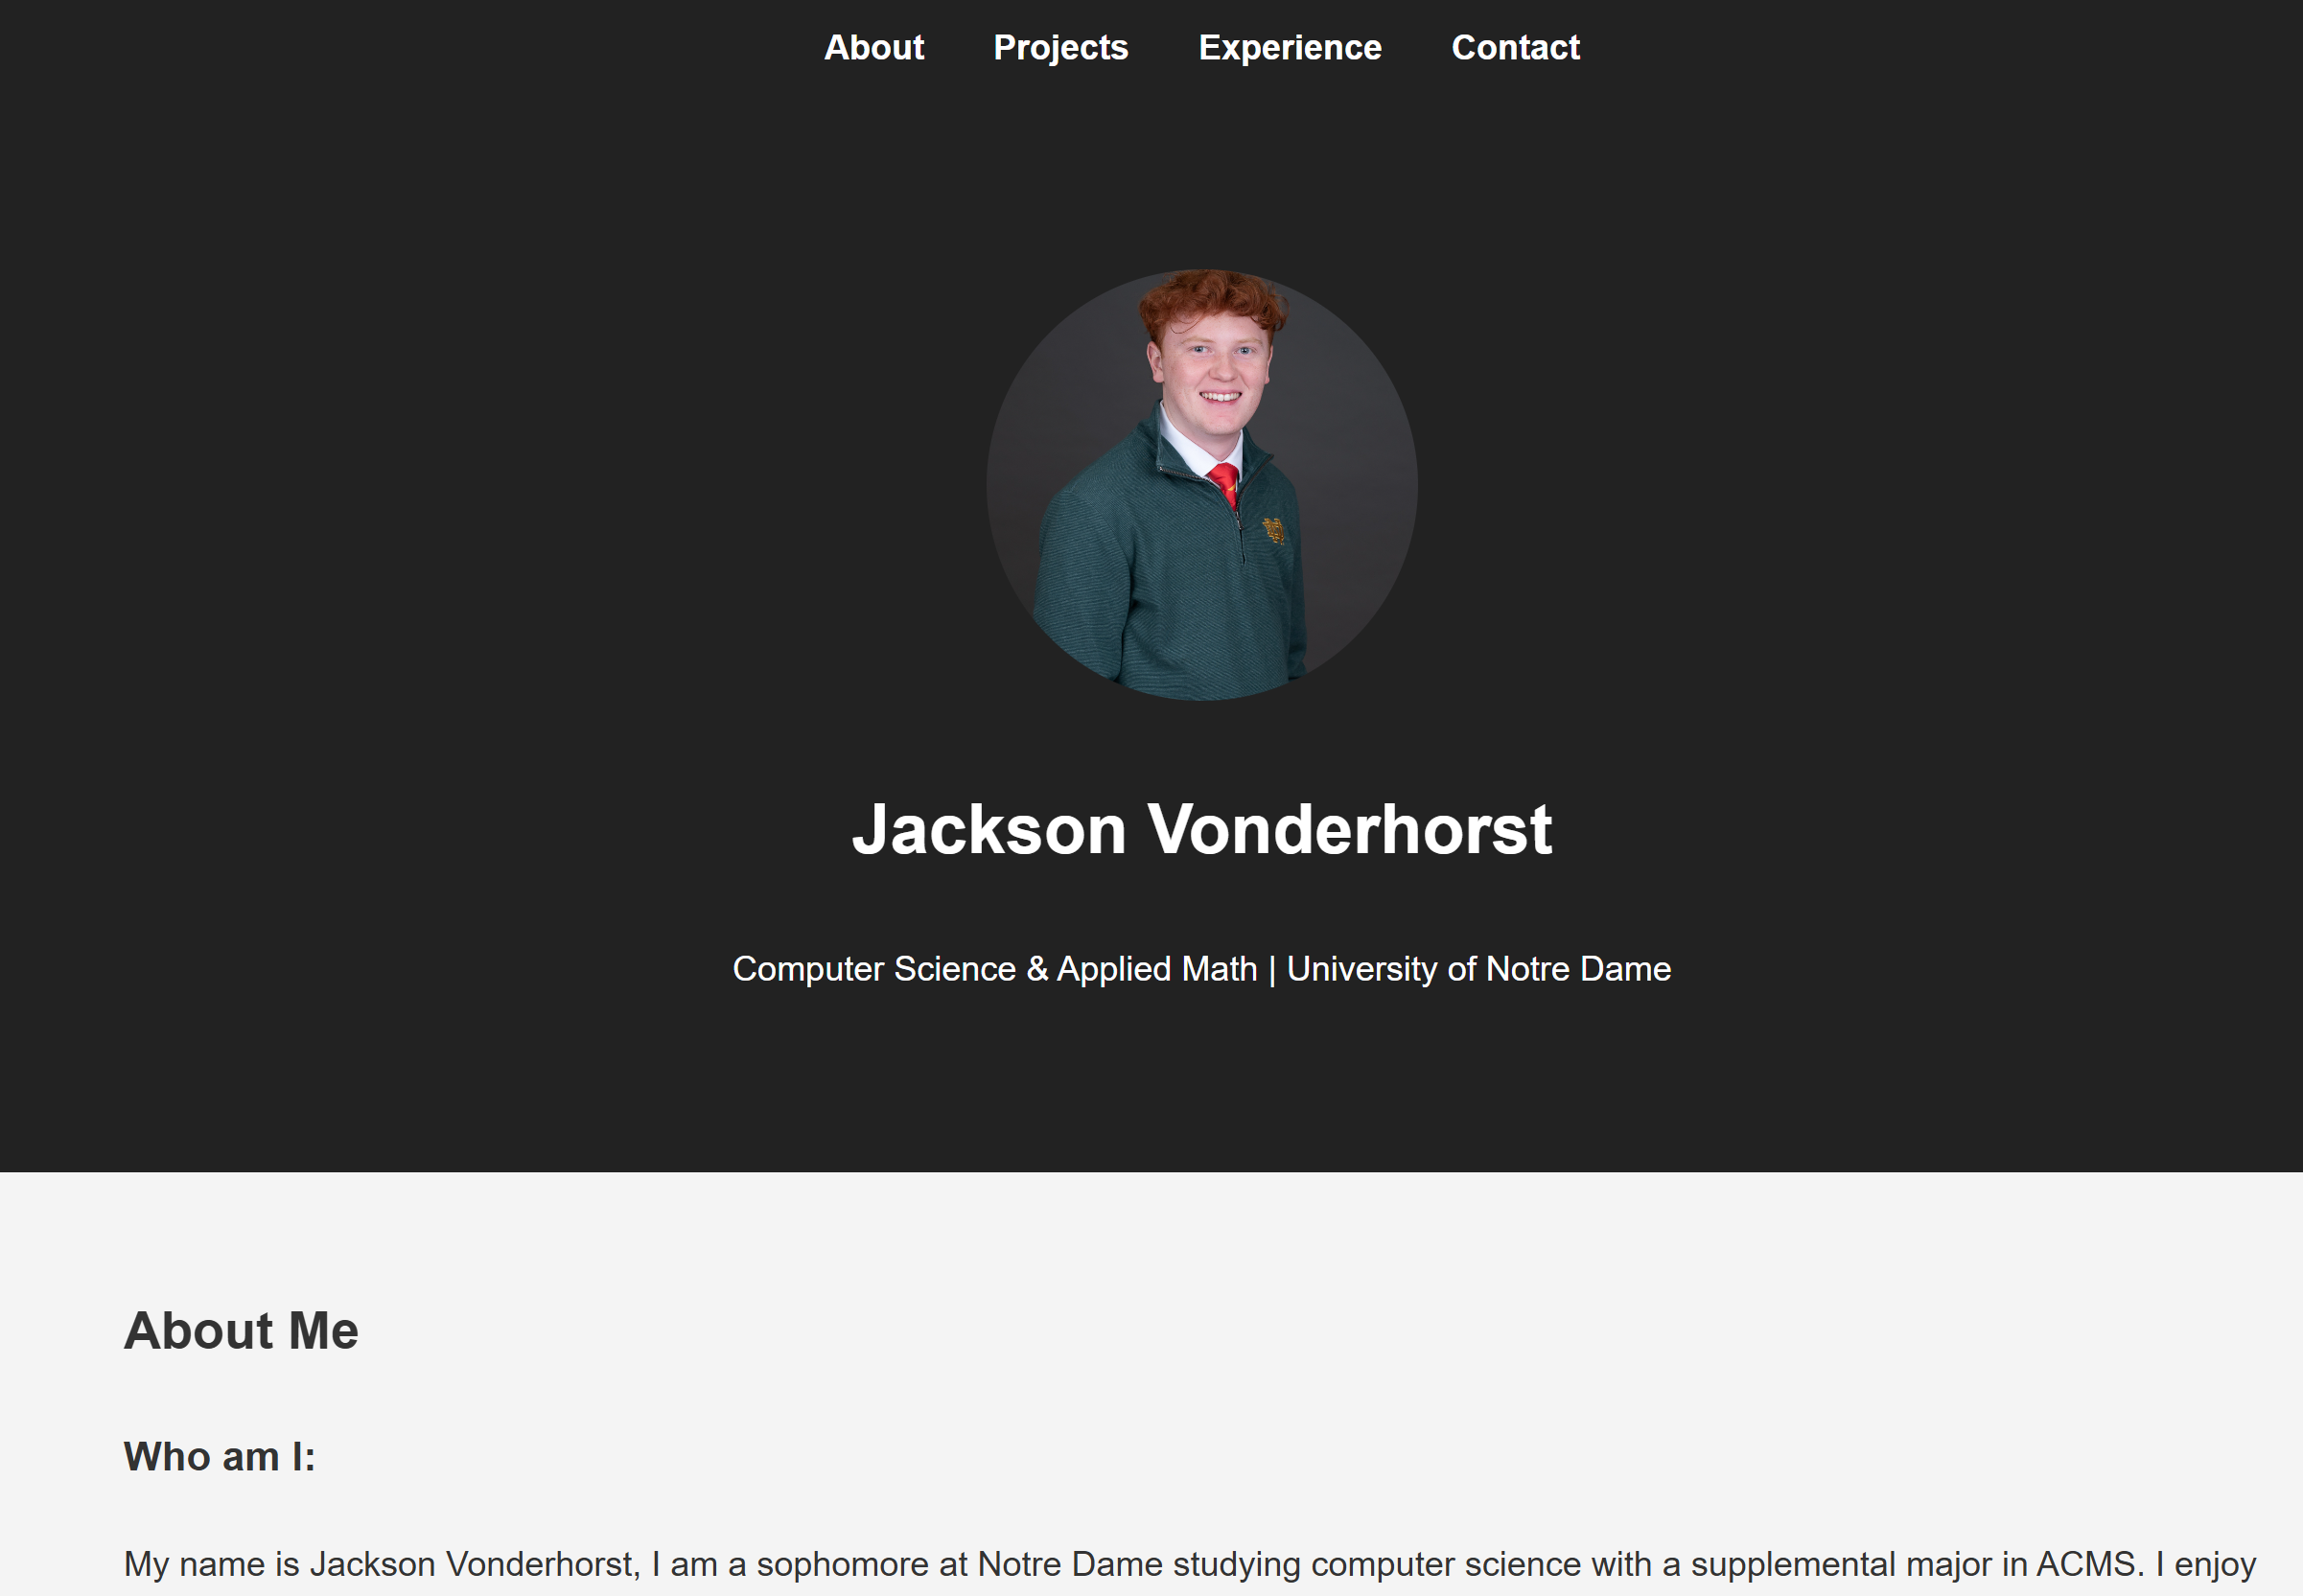 About Projects Experience Contact
Jackson Vonderhorst
Computer Science & Applied Math | University of Notre Dame
About Me
Who am I:
My name is Jackson Vonderhorst, I am a sophomore at Notre Dame studying computer science with a supplemental major in ACMS. I enjoy